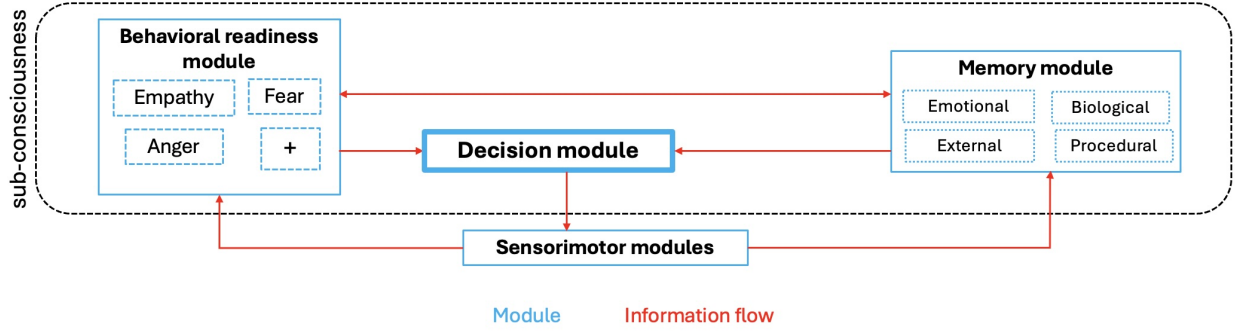 sub-consciousness
Behavioral readiness
module
Empathy
Fear
Anger
+
Decision module
Memory module
Emotional
Biological
External
Procedural
Sensorimotor modules
Module
Information flow